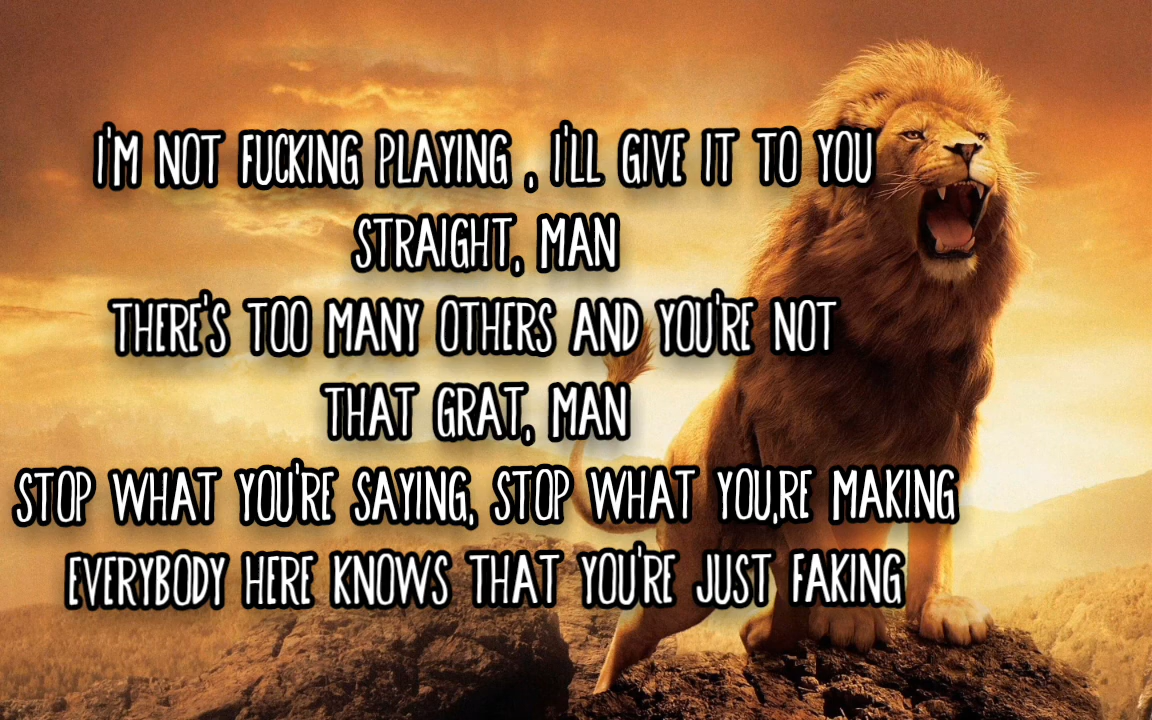 I'M NOT FUCKING PLAYING , I'LL GIVE IT TO YOU
STRAIGHT, MAN
THERE'S TOO MANY OTHERS AND YOU'RE NOT
THAT GRAT, MAN
STOP WHAT YOU'RE SAYING, STOP WHAT YOU,RE MAKING
EVERYBODY HERE KNOWS THAT YOU'RE JUST FAKING